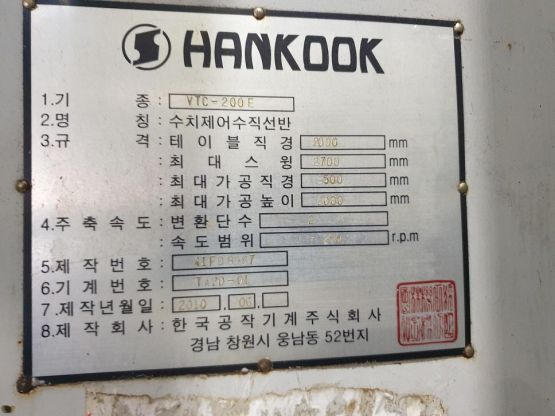 HANKOOK
1.기 종 : VTC-200E
2.명 칭 : 수치제어수직선반
3.규 격 : 테이블직경 2000 mm
: 최대스윙 2700 mm
: 최대가공직경 mm
: 최대가공높이 mm
4.주축속도 : 변환단수 2
: 속도범위 r.p.m
5.제작번호 :
6.기계번호 :
7.제작년월일 : 2010 . 06 .
8.제작회사 : 한국공작기계주식회사
경남 창원시 웅남동 52번지